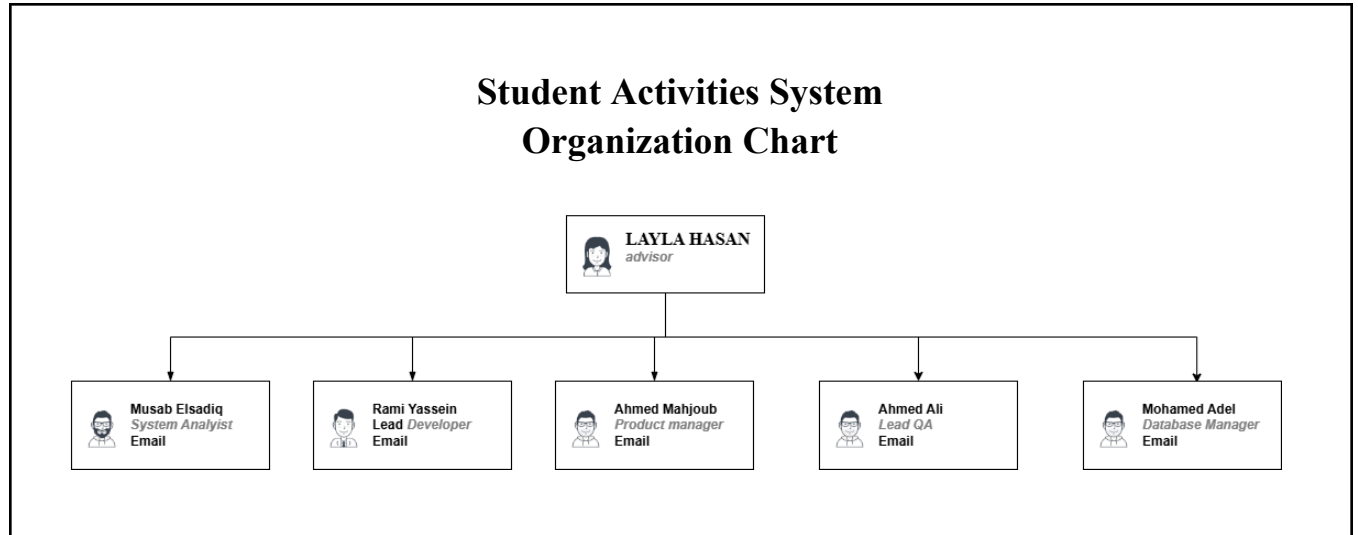 Student Activities System
Organization Chart
LAYLA HASAN
advisor
Musab Elsadiq
System Analyist
Email
Rami Yassein
Lead Developer
Email
Ahmed Mahjoub
Product manager
Email
Ahmed Ali
Lead QA
Email
Mohamed Adel
Database Manager
Email